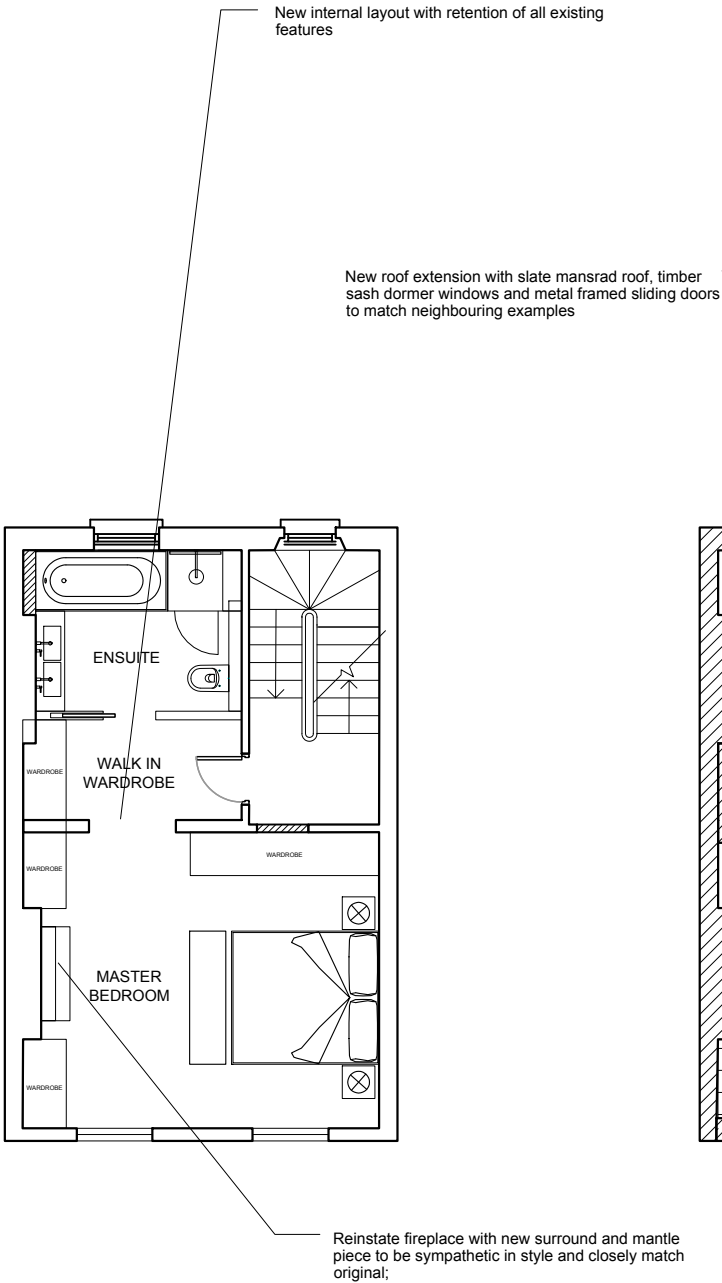 New internal layout with retention of all existing
features
New roof extension with slate mansrad roof, timber
sash dormer windows and metal framed sliding doors
to match neighbouring examples
ENSUITE
WALK IN
WARDROBE
WARDROBE
WARDROBE
WARDROBE
MASTER
BEDROOM
WARDROBE
Reinstate fireplace with new surround and mantle
piece to be sympathetic in style and closely match
original;